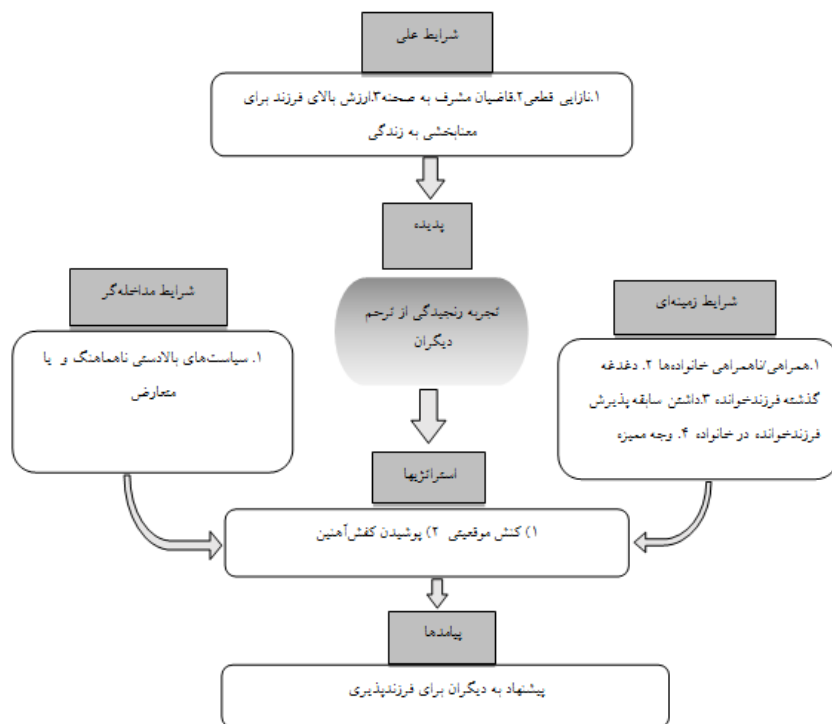 شرایط علی
۱.نازایی قطعی۲.قاضیان مشرف به صحنه۳.ارزش بالای فرزند برای
معنابخشی به زندگی
پدیده
تجربه رنجیدگی از ترحم
دیگران
شرایط مداخله‌گر
۱. سیاست‌های بالادستی ناهماهنگ و یا
متعارض
شرایط زمینه‌ای
۱.همراهی/ناهمراهی خانواده‌ها ۲. دغدغه
گذشته فرزندخوانده ۳.داشتن سابقه پذیرش
فرزندخوانده در خانواده ۴. وجه ممیزه
استراتژیها
۱) کنش موقعیتی ۲) پوشیدن کفش‌آهنین
پیامدها
پیشنهاد به دیگران برای فرزندپذیری